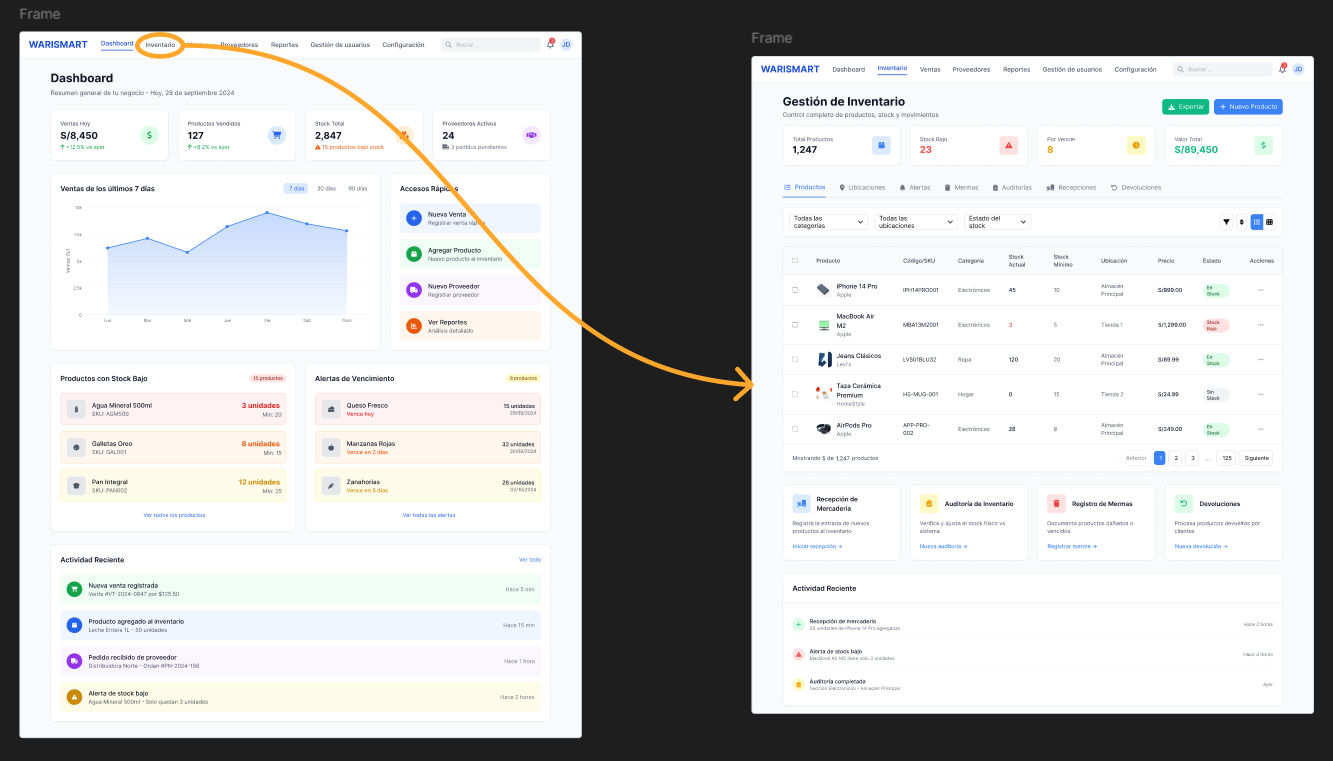 Frame
WARISMART
Dashboard
Inventario
Proveedores
Reportes
Gestión de usuarios
Configuración
Buscar ...
JD
Dashboard
Resumen general de tu negocio - Hoy, 28 de septiembre 2024
Ventas Hoy
S/8,450
+12.5% vs ayer
Productos Vendidos
127
+8.2% vs ayer
Stock Total
2,847
15 productos bajo stock
Proveedores Activos
24
3 pedidos pendientes
Ventas de los últimos 7 días
7 días
30 días
90 días
10k
7.5k
5k
2.5k
0
Ventas (S/)
Lun
Mar
Mié
Jue
Vie
Sáb
Dom
Accesos Rápidos
Nueva Venta
Registrar venta rápida
Agregar Producto
Nuevo producto al inventario
Nuevo Proveedor
Registrar proveedor
Ver Reportes
Análisis detallado
Productos con Stock Bajo
15 productos
Agua Mineral 500ml
SKU: AGM500
3 unidades
Min: 20
Galletas Oreo
SKU: GAL001
8 unidades
Min: 15
Pan Integral
SKU: PAN002
12 unidades
Min: 25
Ver todos los productos
Alertas de Vencimiento
8 productos
Queso Fresco
Vence hoy
15 unidades
28/09/2024
Manzanas Rojas
Vence en 2 días
32 unidades
30/09/2024
Zanahorias
Vence en 5 días
28 unidades
03/10/2024
Ver todas las alertas
Actividad Reciente
Ver todo
Nueva venta registrada
Venta #VT-2024-0847 por $125.50
Hace 5 min
Producto agregado al inventario
Leche Entera 1L - 50 unidades
Hace 15 min
Pedido recibido de proveedor
Distribuidora Norte - Orden #PN-2024-156
Hace 1 hora
Alerta de stock bajo
Agua Mineral 500ml - Solo quedan 3 unidades
Hace 2 horas
Frame
WARISMART
Dashboard
Inventario
Ventas
Proveedores
Reportes
Gestión de usuarios
Configuración
Buscar ...
JD
Gestión de Inventario
Control completo de productos, stock y movimientos
Exportar
Nuevo Producto
Total Productos
1,247
Stock Bajo
23
Por Vencer
8
Valor Total
S/89,450
Productos
Ubicaciones
Alertas
Mermas
Auditorías
Recepciones
Devoluciones
Todas las
categorías
Todas las
ubicaciones
Estado del
stock
Producto
Código/SKU
Categoría
Stock
Actual
Stock
Mínimo
Ubicación
Precio
Estado
Acciones
iPhone 14 Pro
Apple
IPH14PRO001
Electrónicos
45
10
Almacén
Principal
S/999.00
En
Stock
...
MacBook Air
M2
Apple
MBA13M2001
Electrónicos
3
5
Tienda 1
S/1,299.00
Stock
Bajo
...
Jeans Clásicos
Levi's
LV501BLU32
Ropa
120
20
Almacén
Principal
S/89.99
En
Stock
...
Taza Cerámica
Premium
HomeStyle
HS-MUG-001
Hogar
0
15
Tienda 2
S/24.99
Sin
Stock
...
AirPods Pro
Apple
APP-PRO-
002
Electrónicos
28
8
Almacén
Principal
S/249.00
En
Stock
...
Mostrando 5 de 1,247 productos
Anterior
1
2
3
...
125
Siguiente
Recepción de
Mercadería
Registra la entrada de nuevos
productos al inventario
Iniciar recepción →
Auditoría de Inventario
Verifica y ajusta el stock físico vs
sistema
Nueva auditoría →
Registro de Mermas
Documenta productos dañados o
vencidos
Registrar merma →
Devoluciones
Procesa productos devueltos por
clientes
Nueva devolución →
Actividad Reciente
Recepción de mercadería
50 unidades de iPhone 14 Pro agregadas
Hace 2 horas
Alerta de stock bajo
MacBook Air M2 tiene solo 3 unidades
Hace 4 horas
Auditoría completada
Sección Electrónicos - Almacén Principal
Ayer